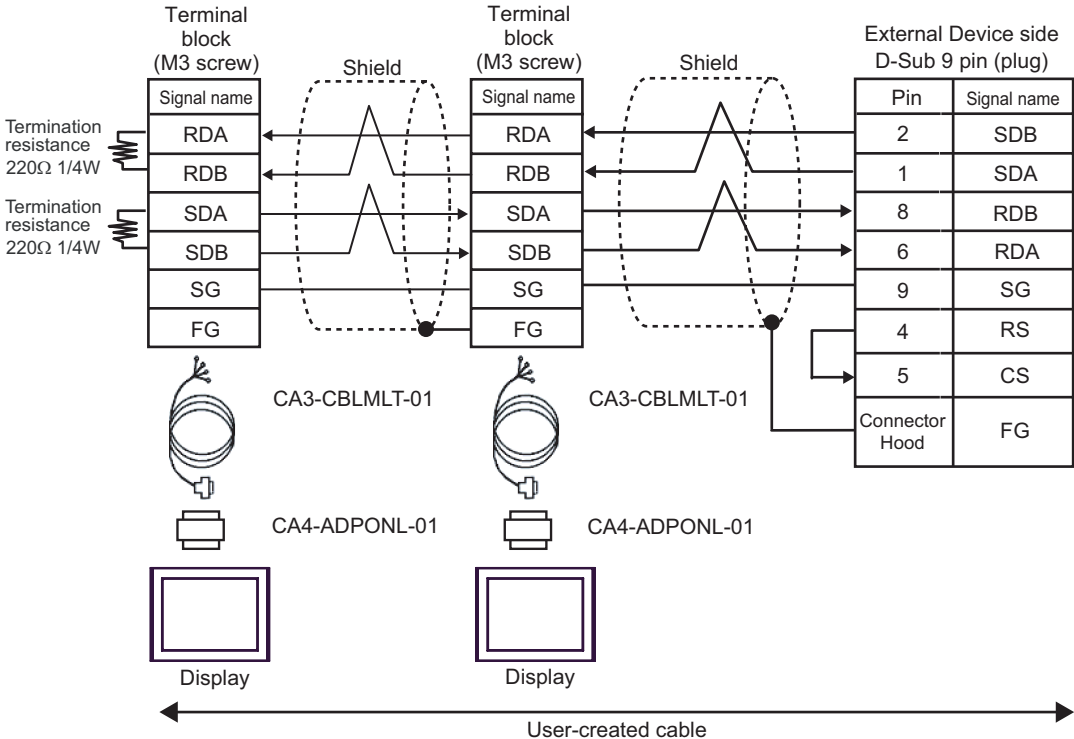 Terminal
block
(M3 screw)
Signal name
RDA
RDB
SDA
SDB
SG
FG
Termination
resistance
220Ω 1/4W
Termination
resistance
220Ω 1/4W
Shield
Terminal
block
(M3 screw)
Signal name
RDA
RDB
SDA
SDB
SG
FG
Shield
External Device side
D-Sub 9 pin (plug)
Pin Signal name
2 SDB
1 SDA
8 RDB
6 RDA
9 SG
4 RS
5 CS
Connector
Hood
FG
CA3-CBLMLT-01
CA3-CBLMLT-01
CA4-ADPONL-01
CA4-ADPONL-01
Display
Display
User-created cable